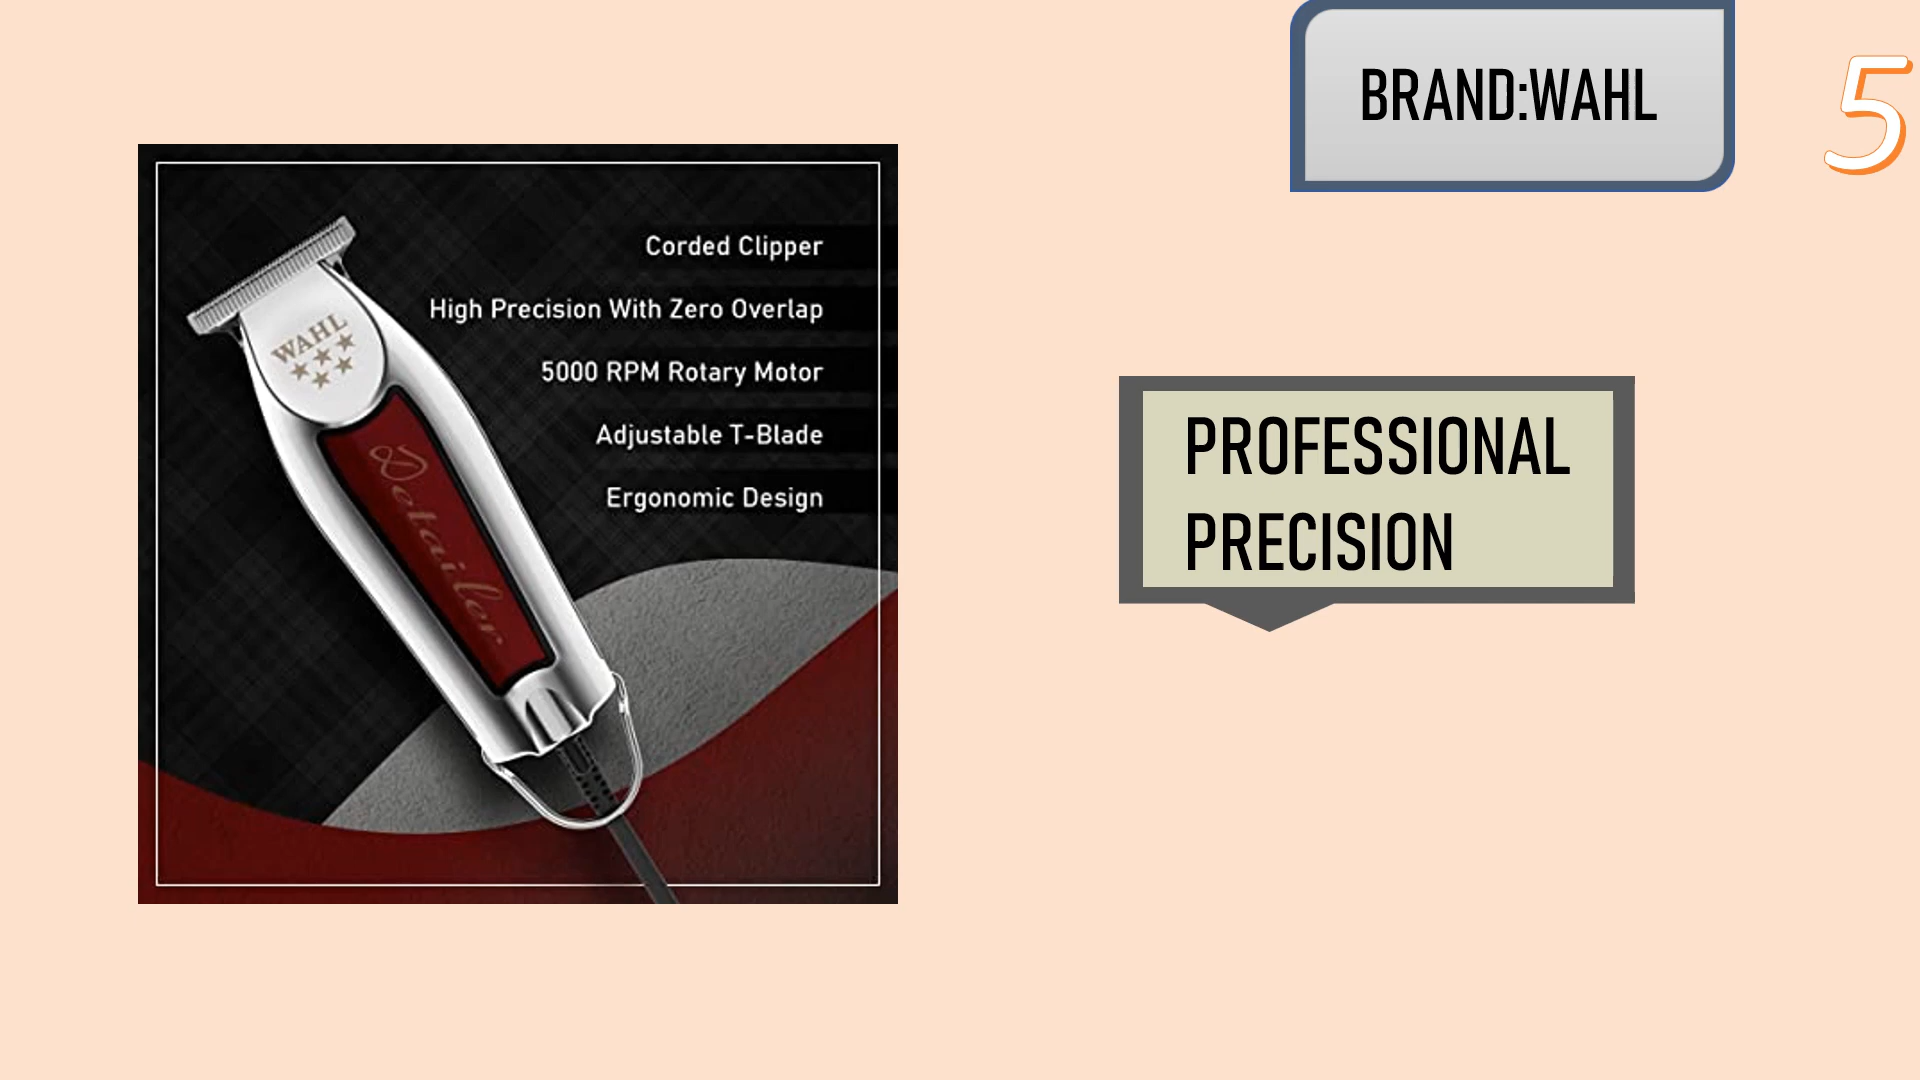 BRAND:WAHL
5
Corded Clipper
High Precision With Zero Overlap
5000 RPM Rotary Motor
Adjustable T-Blade
Ergonomic Design
WAHL
Detailer
PROFESSIONAL
PRECISION